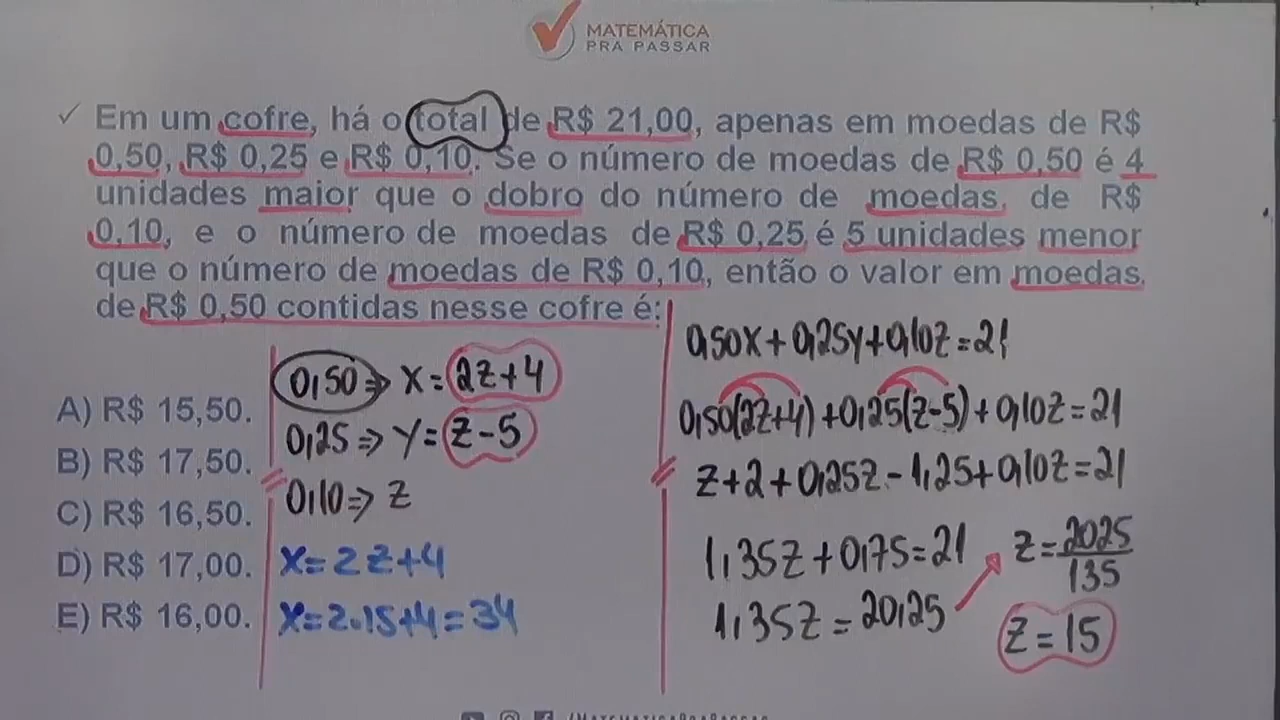 MATEMÁTICA
PRA PASSAR
✓ Em um cofre, há o total de R$ 21,00, apenas em moedas de R$
0,50, R$ 0,25 e R$ 0,10. Se o número de moedas de R$ 0,50 é 4
unidades maior que o dobro do número de moedas de R$
0,10, e o número de moedas de R$ 0,25 é 5 unidades menor
que o número de moedas de R$ 0,10, então o valor em moedas
de R$ 0,50 contidas nesse cofre é:
A) R$ 15,50.
B) R$ 17,50.
C) R$ 16,50.
D) R$ 17,00.
E) R$ 16,00.
0,50 ⇒ X = 2Z + 4
0,25 ⇒ Y = Z - 5
0,10 ⇒ Z
X = 2Z + 4
X = 2.15 + 4 = 34
0,50X + 0,25Y + 0,10Z = 21
0,50(2Z+4) + 0,25(Z-5) + 0,10Z = 21
Z + 2 + 0,25Z - 1,25 + 0,10Z = 21
1,35Z + 0,75 = 21
1,35Z = 20,25
Z = 2025
135
Z = 15
/MATEMATICAPRAPASSAR